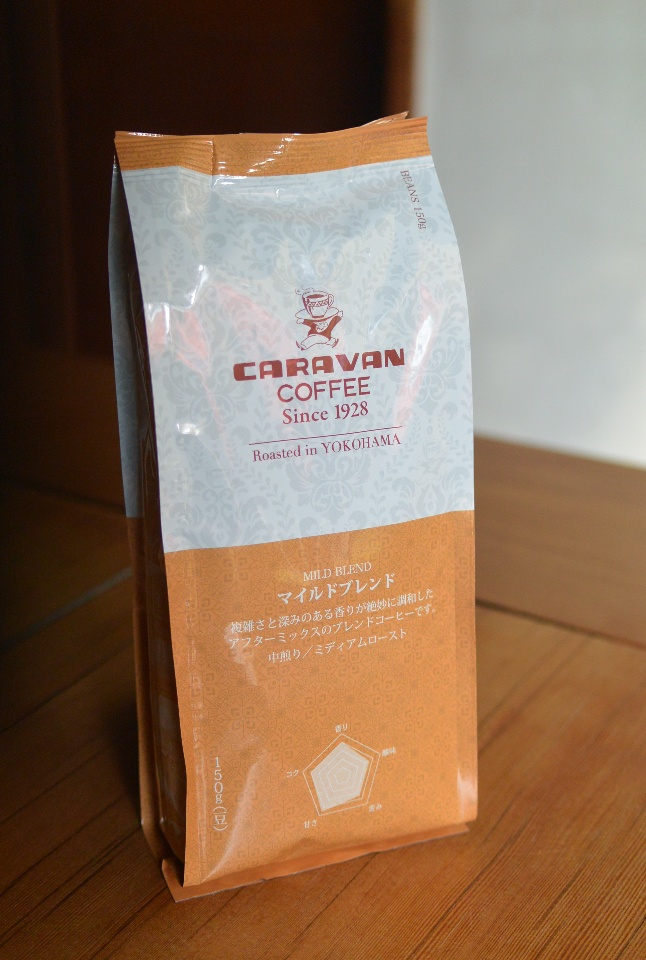 BEANS 150g
CARAVAN
COFFEE
Since 1928
Roasted in YOKOHAMA
MILD BLEND
マイルドブレンド
複雑さと深みのある香りが絶妙に調和した
アフターミックスのブレンドコーヒーです。
中煎り／ミディアムロースト
香り
酸味
コク
苦み
甘さ
150g(豆)